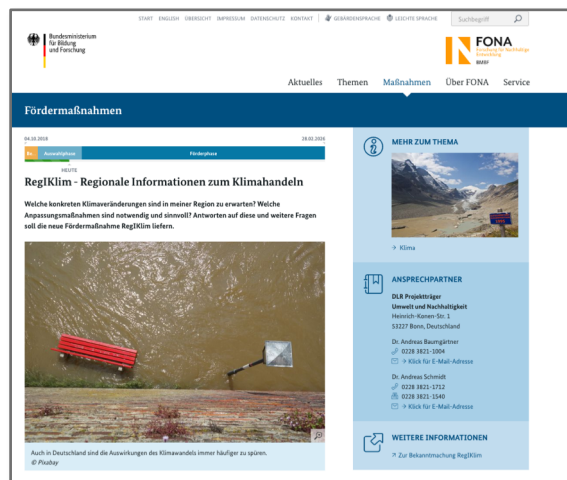 START ENGLISH ÜBERSICHT IMPRESSUM DATENSCHUTZ KONTAKT GEBÄRDENSPRACHE LEICHTE SPRACHE Suchbegriff
Bundesministerium
für Bildung
und Forschung
FONA
Forschung für Nachhaltige
Entwicklung
BMBF
Aktuelles Themen Maßnahmen Über FONA Service
Fördermaßnahmen
04.10.2018 28.02.2026
Auswahlphase Förderphase
HEUTE
RegIKlim - Regionale Informationen zum Klimahandeln
Welche konkreten Klimaveränderungen sind in meiner Region zu erwarten? Welche
Anpassungsmaßnahmen sind notwendig und sinnvoll? Antworten auf diese und weitere Fragen
soll die neue Fördermaßnahme RegIKlim liefern.
Auch in Deutschland sind die Auswirkungen des Klimawandels immer häufiger zu spüren.
© Pixabay
MEHR ZUM THEMA
→ Klima
ANSPRECHPARTNER
DLR Projektträger
Umwelt und Nachhaltigkeit
Heinrich-Konen-Str. 1
53227 Bonn, Deutschland
Dr. Andreas Baumgärtner
0228 3821-1004
→ Klick für E-Mail-Adresse
Dr. Andreas Schmidt
0228 3821-1712
0228 3821-1540
→ Klick für E-Mail-Adresse
WEITERE INFORMATIONEN
↗ Zur Bekanntmachung RegIKlim